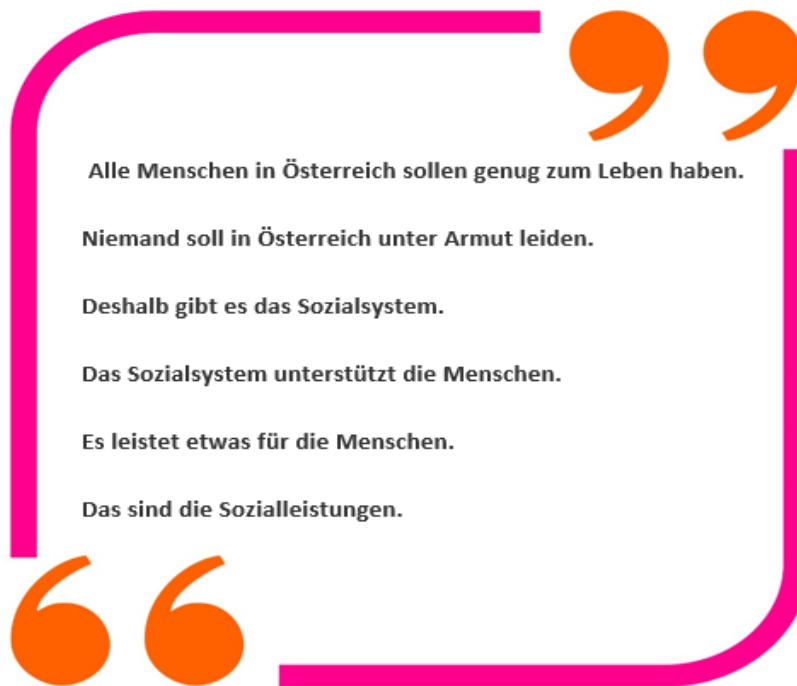 Alle Menschen in Österreich sollen genug zum Leben haben.
Niemand soll in Österreich unter Armut leiden.
Deshalb gibt es das Sozialsystem.
Das Sozialsystem unterstützt die Menschen.
Es leistet etwas für die Menschen.
Das sind die Sozialleistungen.